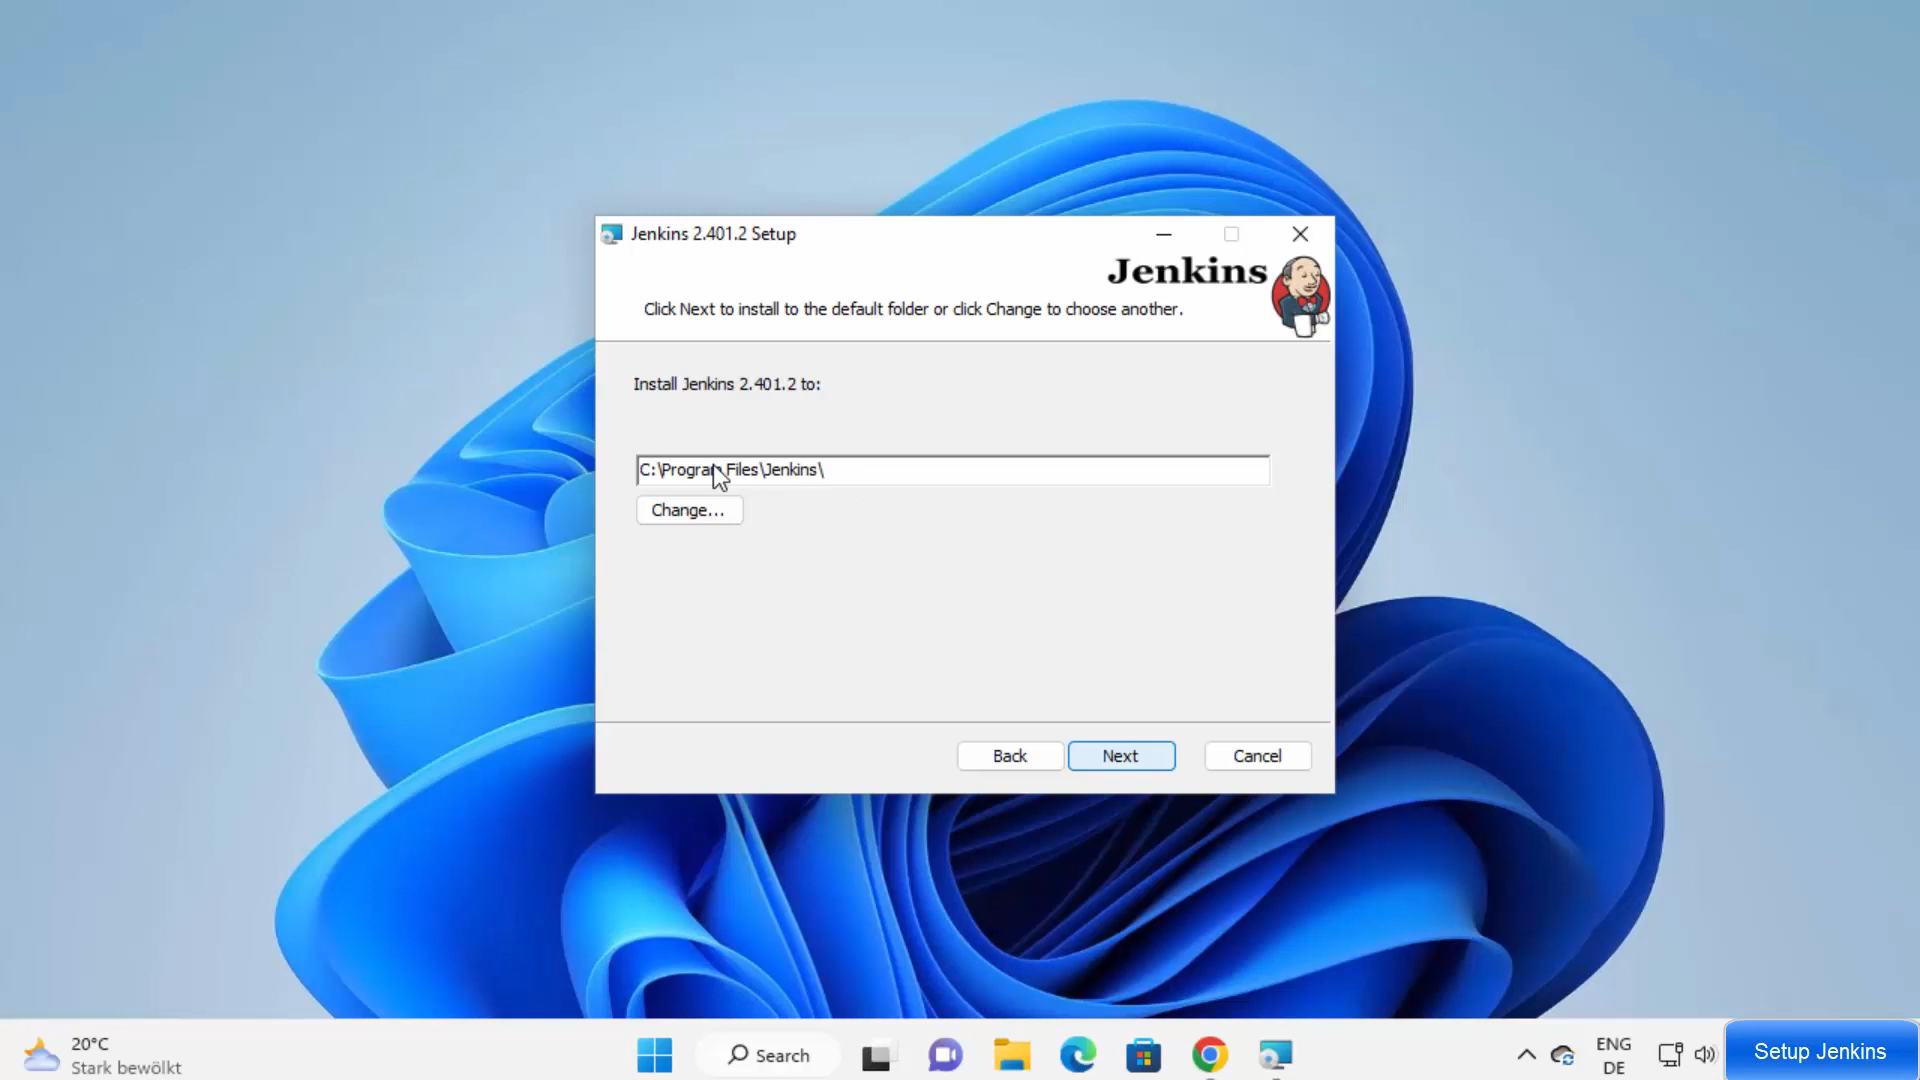 Jenkins 2.401.2 Setup
Jenkins
Click Next to install to the default folder or click Change to choose another.
Install Jenkins 2.401.2 to:
C:\Program Files\Jenkins\
Change...
Back
Next
Cancel
20°C
Stark bewölkt
Search
ENG
DE
Setup Jenkins